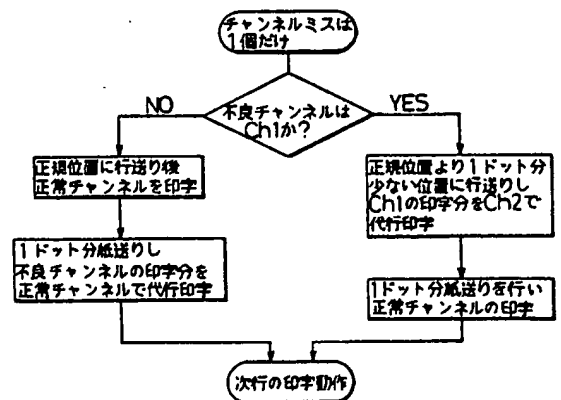 チャンネルミスは
1個だけ
不良チャンネルは
Ch1か?
NO
YES
正規位置に行送り後
正常チャンネルを印字
1ドット分紙送りし
不良チャンネルの印字分を
正常チャンネルで代行印字
正規位置より1ドット分
少ない位置に行送りし
Ch1の印字分をCh2で
代行印字
1ドット分紙送りを行い
正常チャンネルの印字
次行の印字動作